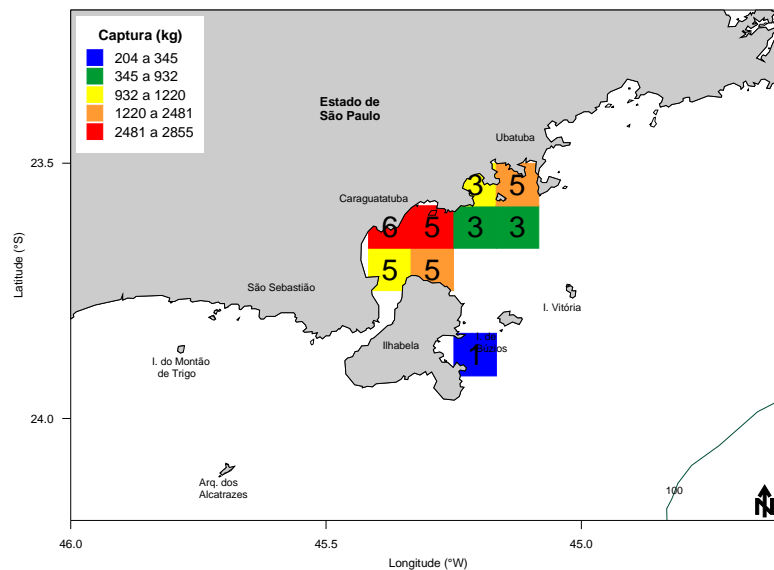 Captura (kg)
204 a 345
345 a 932
932 a 1220
1220 a 2481
2481 a 2855
Estado de
São Paulo
Ubatuba
3
5
Caraguatatuba
6
5
3
3
5
5
São Sebastião
I. Vitória
I. de
Ilhabela
1
I. do Montão
de Trigo
Arq. dos
Alcatrazes
100
N
23.5
24.0
Latitude (°S)
46.0
45.5
45.0
Longitude (°W)